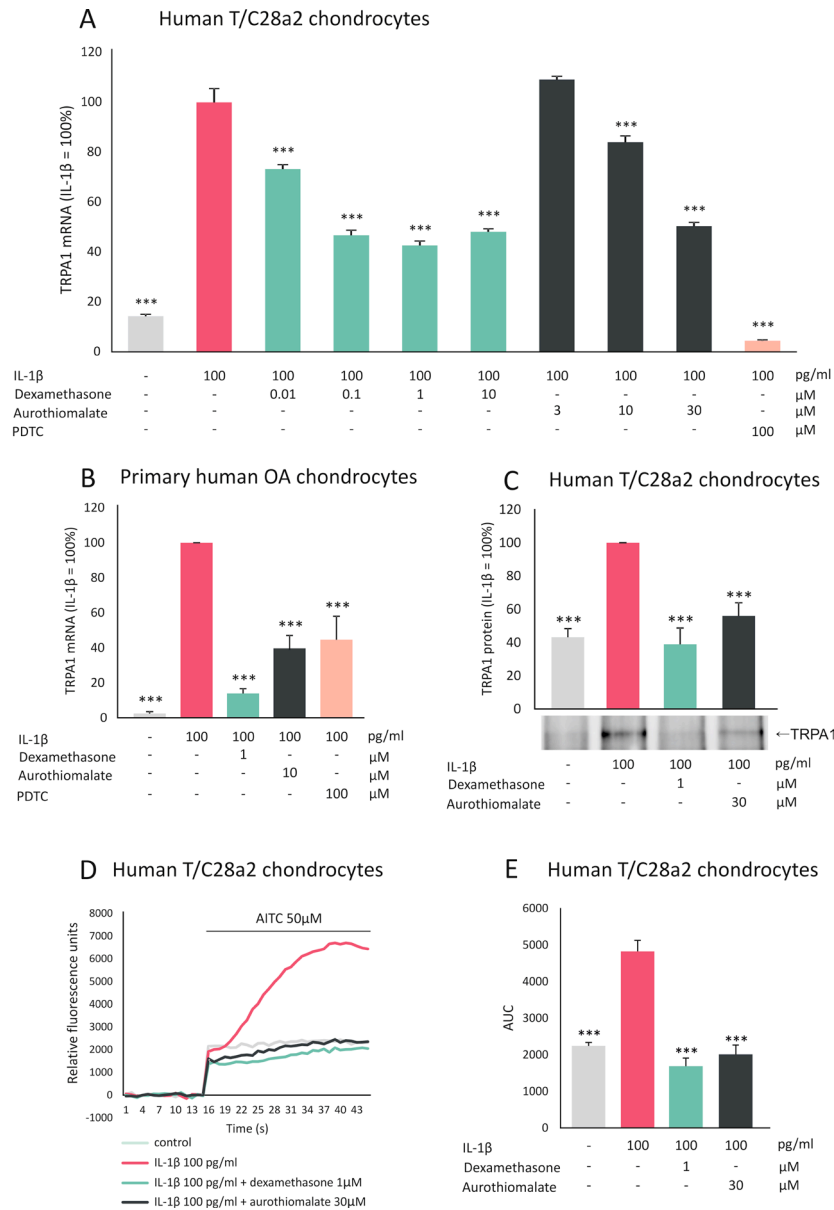 A Human T/C28a2 chondrocytes
TRPA1 mRNA (IL-1β = 100%)
120
100
80
60
40
20
0
*** *** *** *** *** *** *** ***
IL-1β - 100 100 100 100 100 100 100 100 100 pg/ml
Dexamethasone - - 0.01 0.1 1 10 - - - - μM
Aurothiomalate - - - - - - 3 10 30 - μM
PDTC - - - - - - - - - 100 μM
B Primary human OA chondrocytes
TRPA1 mRNA (IL-1β = 100%)
120
100
80
60
40
20
0
*** *** *** ***
IL-1β - 100 100 100 100 pg/ml
Dexamethasone - - 1 - - μM
Aurothiomalate - - - 10 - μM
PDTC - - - - 100 μM
C Human T/C28a2 chondrocytes
TRPA1 protein (IL-1β = 100%)
120
100
80
60
40
20
0
*** *** ***
←TRPA1
IL-1β - 100 100 100 pg/ml
Dexamethasone - - 1 - μM
Aurothiomalate - - - 30 μM
D Human T/C28a2 chondrocytes
AITC 50μM
Relative fluorescence units
8000
7000
6000
5000
4000
3000
2000
1000
0
-1000
1 4 7 10 13 16 19 22 25 28 31 34 37 40 43
Time (s)
control
IL-1β 100 pg/ml
IL-1β 100 pg/ml + dexamethasone 1μM
IL-1β 100 pg/ml + aurothiomalate 30μM
E Human T/C28a2 chondrocytes
AUC
6000
5000
4000
3000
2000
1000
0
*** *** ***
IL-1β - 100 100 100 pg/ml
Dexamethasone - - 1 - μM
Aurothiomalate - - - 30 μM